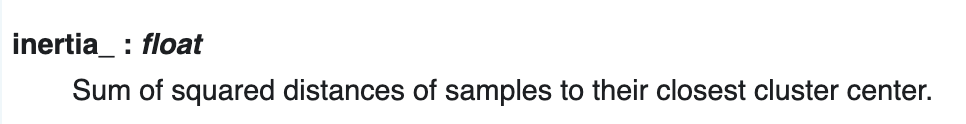 inertia_ : float
Sum of squared distances of samples to their closest cluster center.